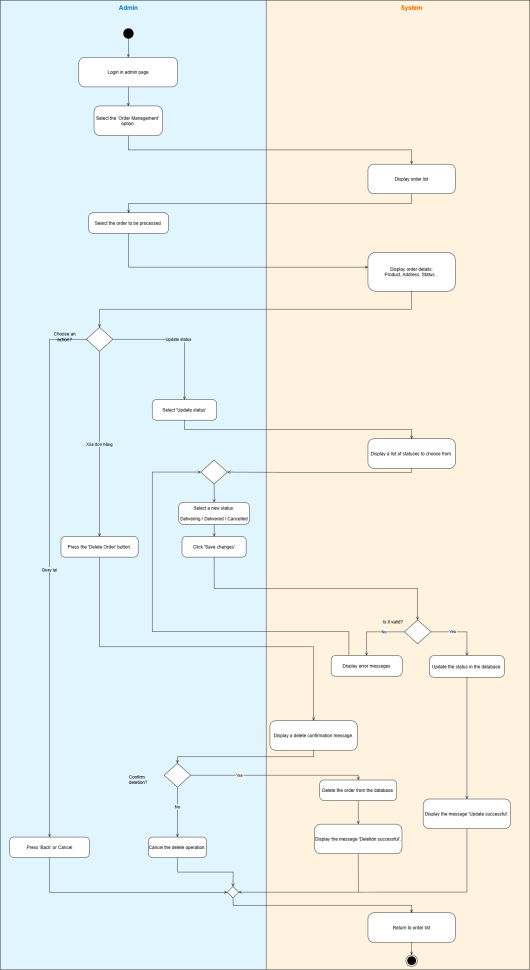 Admin
System
Login in admin page
Select the 'Order Management'
option.
Display order list
Select the order to be processed.
Display order details:
Product, Address, Status...
Choose an
action?
Update status
Select 'Update status'
Xóa đơn hàng
Display a list of statuses to choose from.
Select a new status:
Delivering / Delivered / Cancelled
Press the 'Delete Order' button.
Click 'Save changes'
Quay lại
Is it valid?
No
Yes
Display error messages
Update the status in the database.
Display a delete confirmation message.
Confirm
deletion?
Yes
Delete the order from the database.
No
Display the message 'Update successful'.
Display the message 'Deletion successful'.
Press 'Back' or Cancel
Cancel the delete operation.
Return to order list